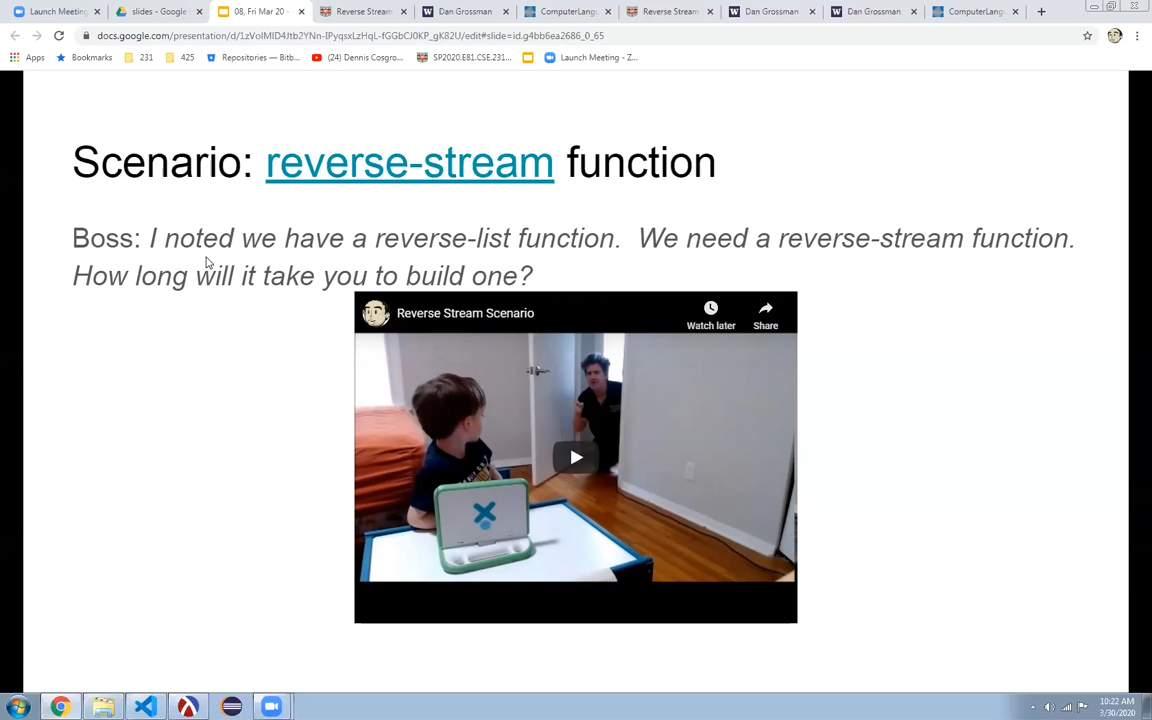 Launch Meeting
slides - Google
08, Fri Mar 20
Reverse Stream
Dan Grossman
ComputerLangu
Reverse Stream
Dan Grossman
Dan Grossman
ComputerLangu
docs.google.com/presentation/d/1zVolMlD4Jtb2YNn-IPyqsxLzHqL-fGGbCJ0KP_gK82U/edit#slide=id.g4bb6ea2686_0_65
Apps
Bookmarks
231
425
Repositories — Bitb...
(24) Dennis Cosgro...
SP2020.E81.CSE.231...
Launch Meeting - Z...
Scenario: reverse-stream function
Boss: I noted we have a reverse-list function. We need a reverse-stream function.
How long will it take you to build one?
Reverse Stream Scenario
Watch later
Share
10:22 AM
3/30/2020